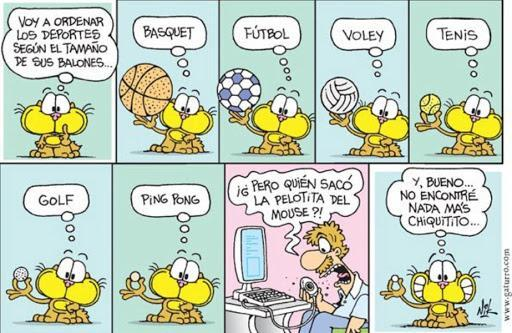 VOY A ORDENAR
LOS DEPORTES
SEGÚN EL TAMAÑO
DE SUS BALONES...
BASQUET
FÚTBOL
VOLEY
TENIS
GOLF
PING PONG
¡¿ PERO QUIÉN SACÓ
LA PELOTITA DEL
MOUSE?!
Y, BUENO...
NO ENCONTRÉ
NADA MÁS
CHIQUITITO...
NIK
www.gaturro.com